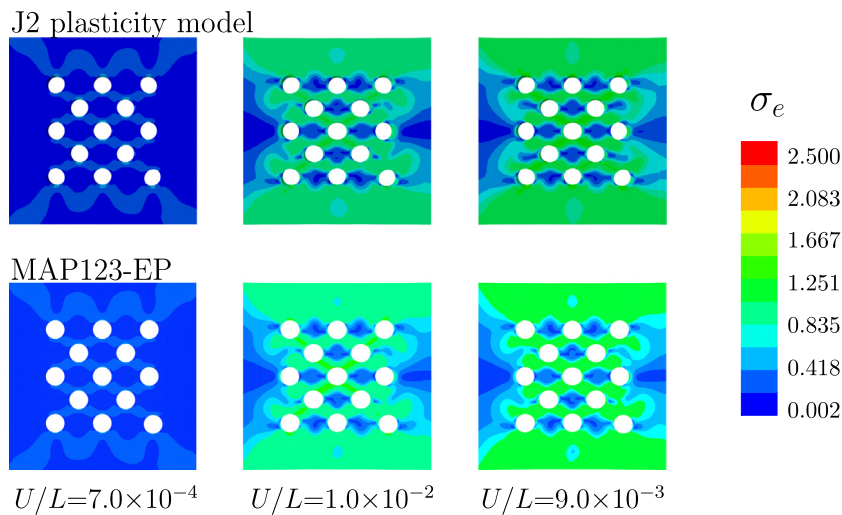 J2 plasticity model
σₑ
2.500
2.083
1.667
1.251
0.835
0.418
0.002
MAP123-EP
U/L=7.0×10⁻⁴ U/L=1.0×10⁻² U/L=9.0×10⁻³